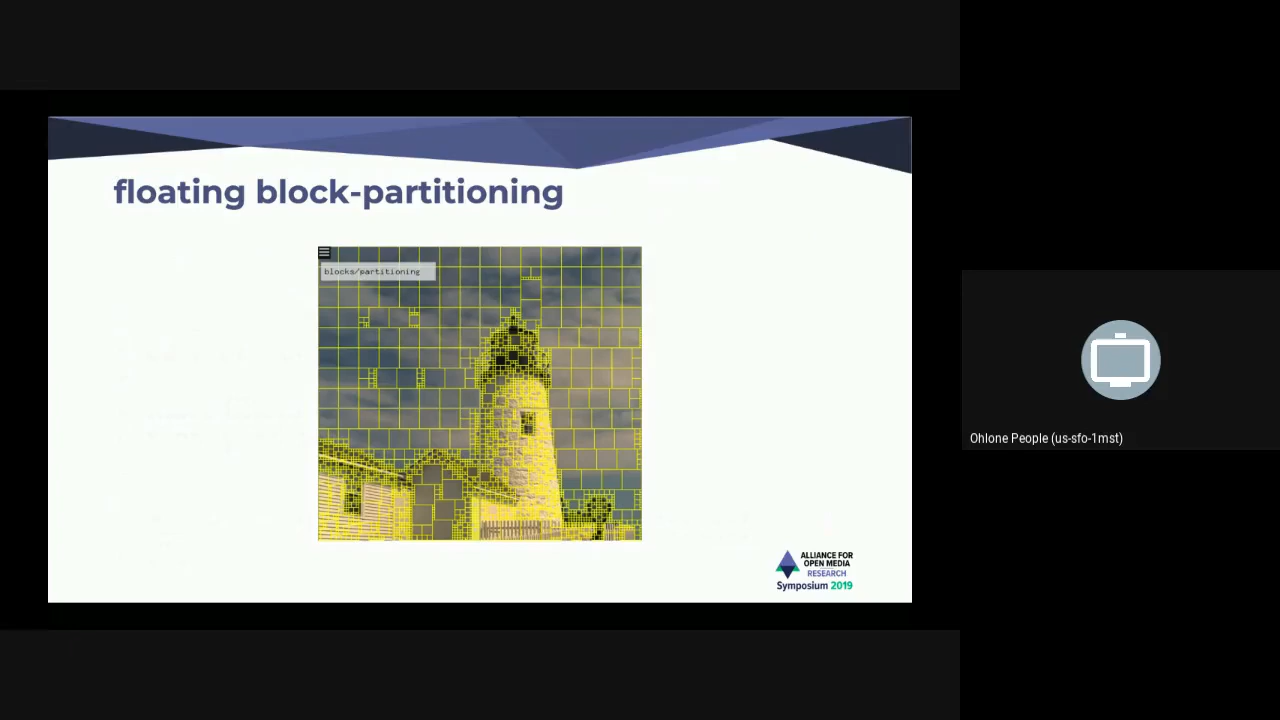 floating block-partitioning
blocks/partitioning
ALLIANCE FOR
OPEN MEDIA
RESEARCH
Symposium 2019
Ohlone People (us-sfo-1mst)